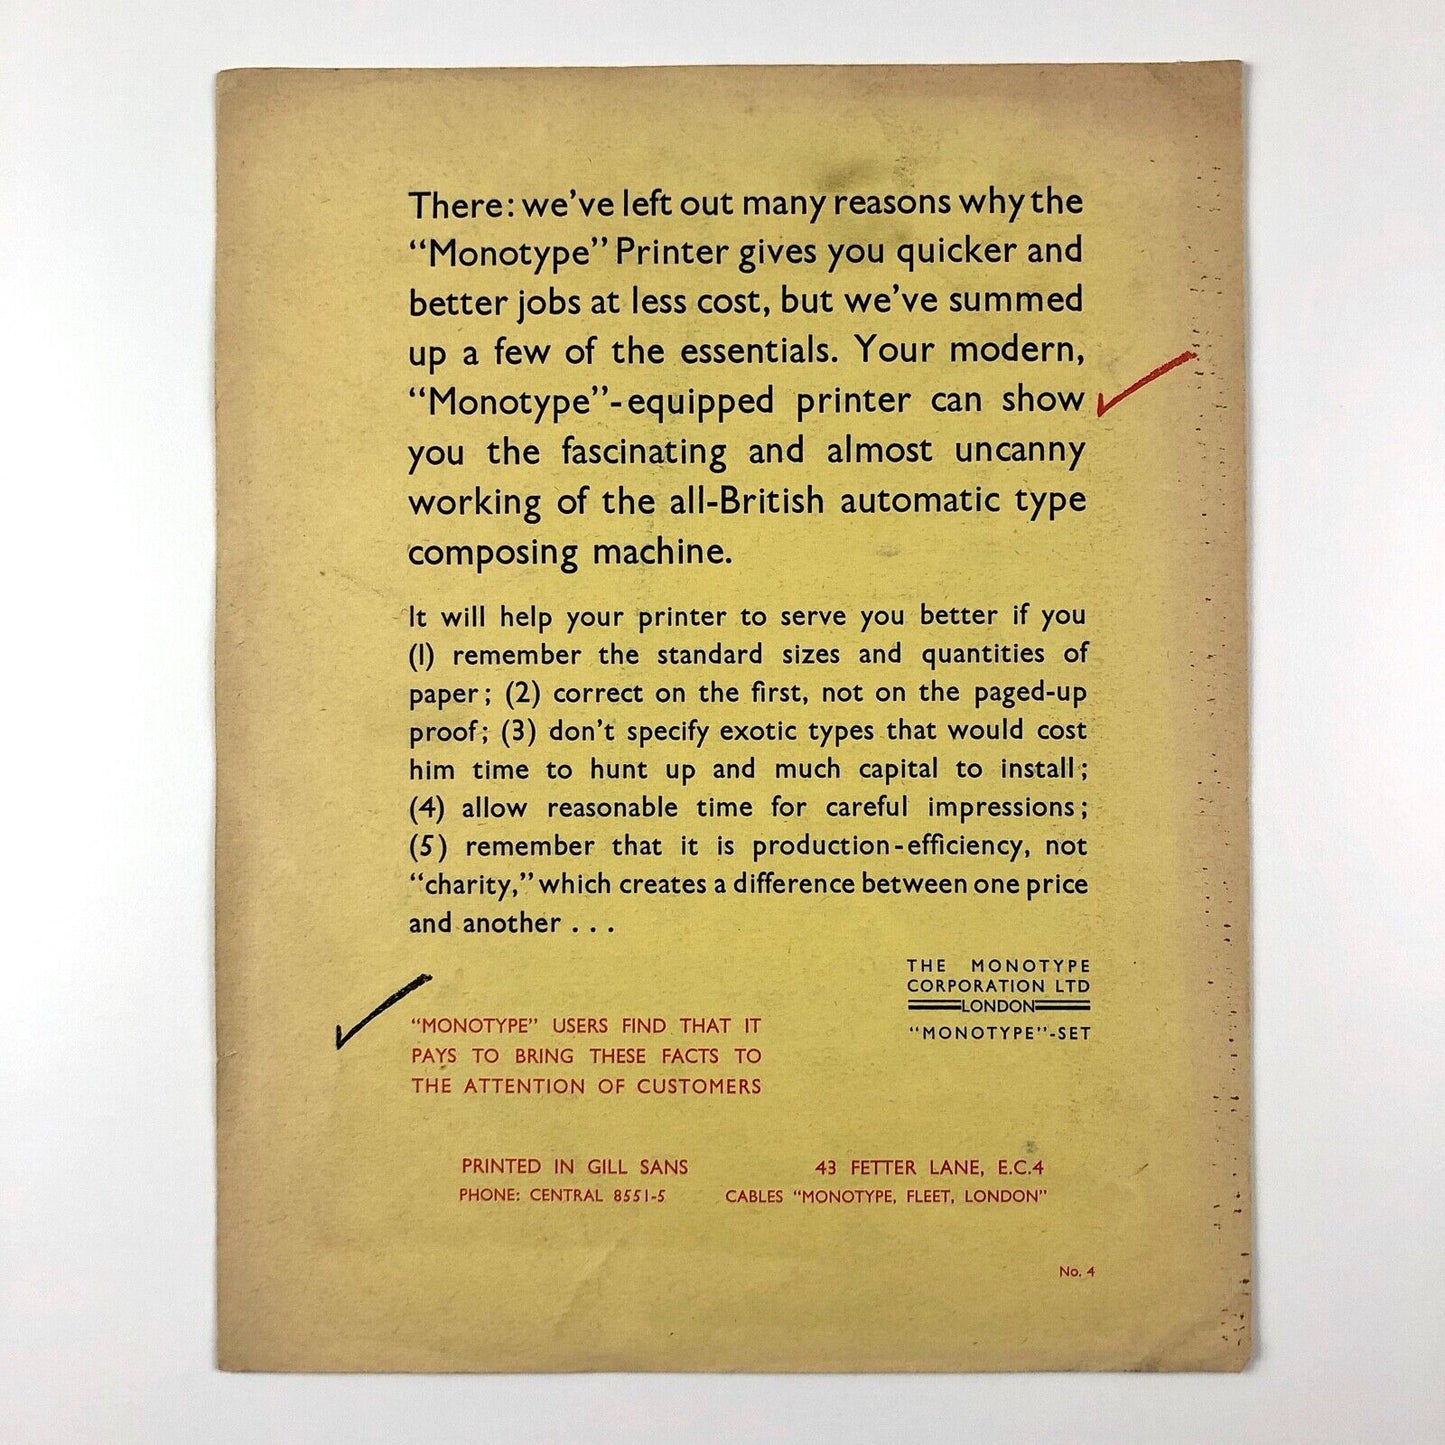 There: we’ve left out many reasons why the
“Monotype” Printer gives you quicker and
better jobs at less cost, but we’ve summed
up a few of the essentials. Your modern,
“Monotype”-equipped printer can show
you the fascinating and almost uncanny
working of the all-British automatic type
composing machine.
It will help your printer to serve you better if you
(1) remember the standard sizes and quantities of
paper; (2) correct on the first, not on the paged-up
proof; (3) don’t specify exotic types that would cost
him time to hunt up and much capital to install;
(4) allow reasonable time for careful impressions;
(5) remember that it is production-efficiency, not
“charity,” which creates a difference between one price
and another . . .
THE MONOTYPE
CORPORATION LTD
LONDON
“MONOTYPE”-SET
“MONOTYPE” USERS FIND THAT IT
PAYS TO BRING THESE FACTS TO
THE ATTENTION OF CUSTOMERS
PRINTED IN GILL SANS 43 FETTER LANE, E.C.4
PHONE: CENTRAL 8551-5 CABLES “MONOTYPE, FLEET, LONDON”
No. 4